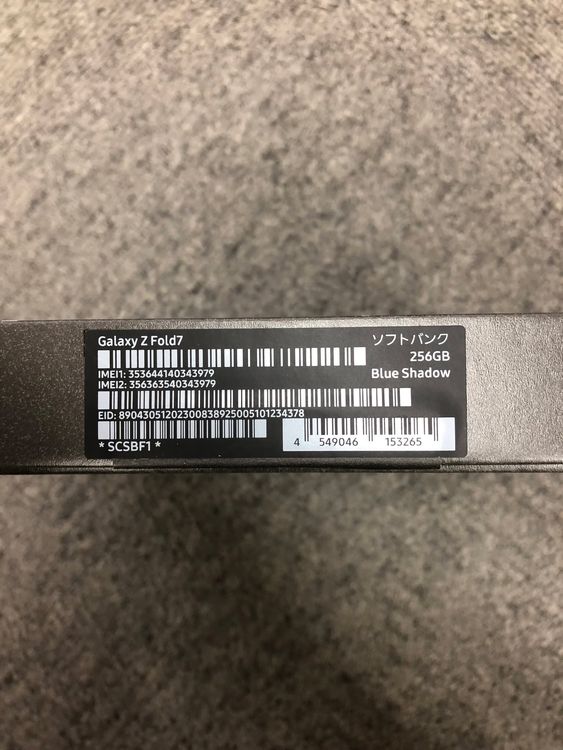 Galaxy Z Fold7
ソフトバンク
256GB
IMEI1: 353644140343979
Blue Shadow
IMEI2: 356363540343979
EID: 89043051202300838925005101234378
* SCSBF1 *
4 549046 153265